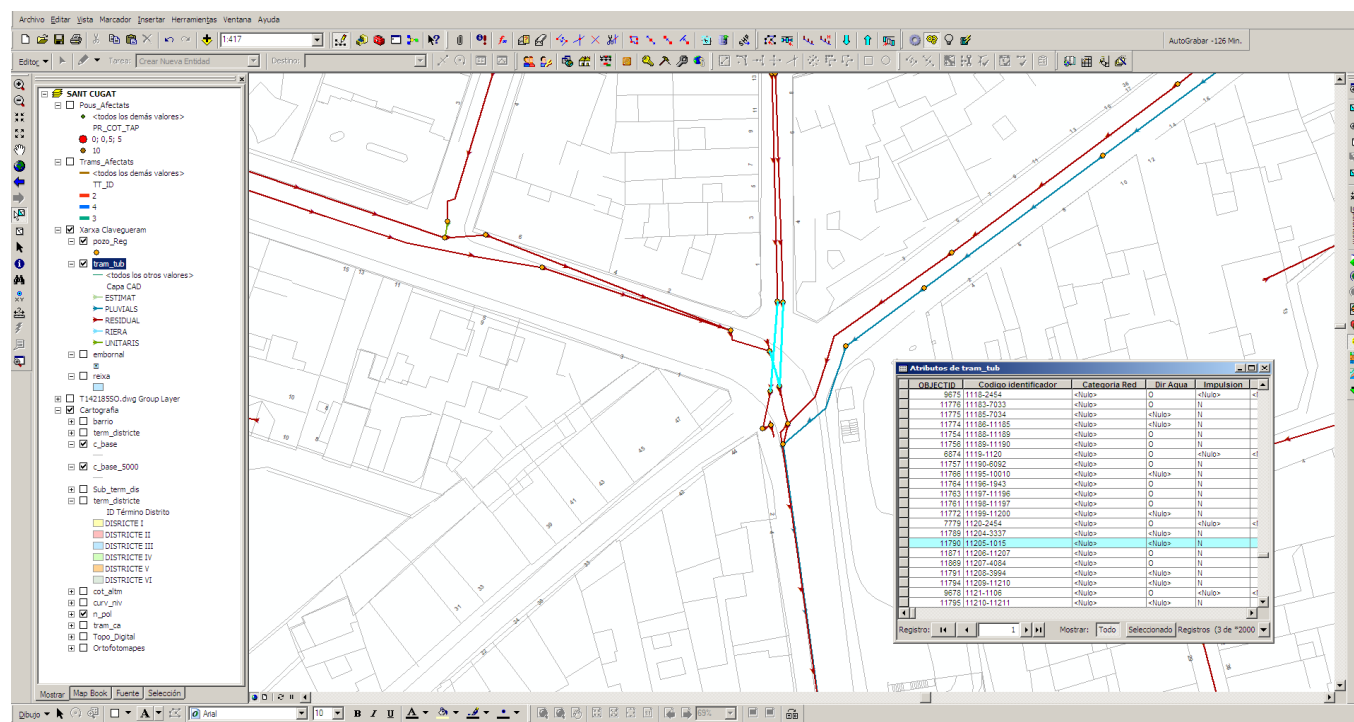 Archivo Editar Vista Marcador Insertar Herramientas Ventana Ayuda
1:417
AutoGrabar -126 Min.
Editor Tarea: Crear Nueva Entidad Destino:
SANT CUGAT
Pous_Afectats
<todos los demás valores>
PR_COT_TAP
0; 0,5; 5
10
Trams_Afectats
<todos los demás valores>
TT_ID
2
4
3
Xarxa Clavegueram
pozo_Reg
tram_tub
<todos los otros valores>
Capa CAD
ESTIMAT
PLUVIALS
RESIDUAL
RIERA
UNITARIS
embornal
reixa
T142185SO.dwg Group Layer
Cartografia
barrio
term_districte
c_base
c_base_5000
Sub_term_dis
term_districte
ID Término Distrito
DISRICTE I
DISTRICTE II
DISTRICTE III
DISTRICTE IV
DISTRICTE V
DISTRICTE VI
cot_altm
curv_niv
n_pol
tram_ca
Topo_Digital
Ortofotomapes
Mostrar Map Book Fuente Selección
Atributos de tram_tub
OBJECTID Codigo identificador Categoria Red Dir Agua Impulsion
9675 1118-2454 <Nulo> O <Nulo>
11776 11183-7033 <Nulo> O N
11775 11185-7034 <Nulo> <Nulo> N
11774 11186-11185 <Nulo> <Nulo> N
11754 11188-11189 <Nulo> O N
11756 11189-11190 <Nulo> O N
6874 1119-1120 <Nulo> O <Nulo>
11757 11190-6092 <Nulo> O N
11766 11195-10010 <Nulo> <Nulo> N
11764 11196-1943 <Nulo> O N
11763 11197-11196 <Nulo> O N
11761 11198-11197 <Nulo> O N
11772 11199-11200 <Nulo> <Nulo> N
7779 1120-2454 <Nulo> O <Nulo>
11789 11204-3337 <Nulo> <Nulo> N
11790 11205-1015 <Nulo> <Nulo> N
11871 11206-11207 <Nulo> O N
11869 11207-4084 <Nulo> O N
11791 11208-3994 <Nulo> <Nulo> N
11794 11209-11210 <Nulo> <Nulo> N
9678 1121-1106 <Nulo> O <Nulo>
11795 11210-11211 <Nulo> <Nulo> N
Registro: 1 Mostrar: Todo Seleccionado Registros (3 de *2000
Dibujo A Arial 10 B I U A 69%